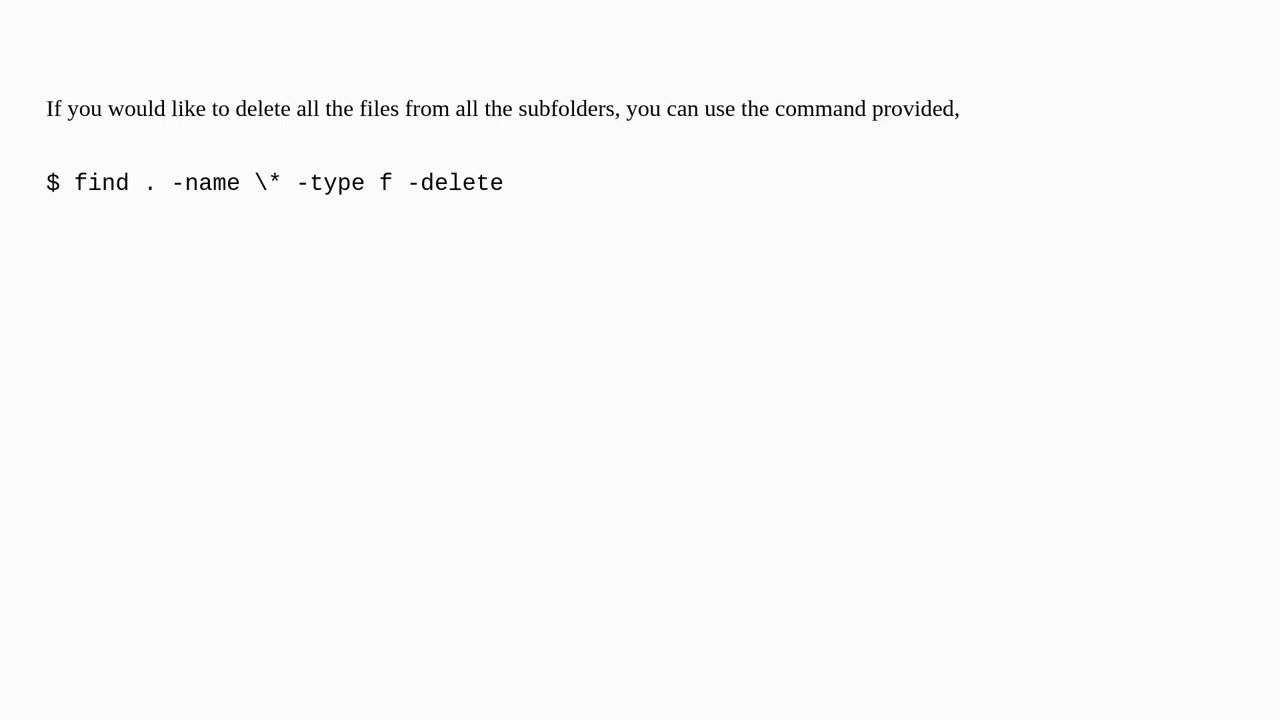 If you would like to delete all the files from all the subfolders, you can use the command provided,
$ find . -name \* -type f -delete